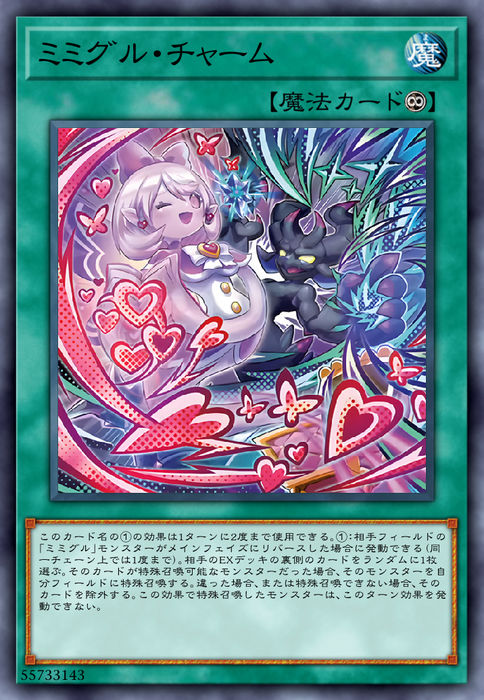 ミミグル・チャーム
魔
【魔法カード】
このカード名の①の効果は1ターンに2度まで使用できる。①：相手フィールドの
「ミミグル」モンスターがメインフェイズにリバースした場合に発動できる（同
一チェーン上では1度まで）。相手のEXデッキの裏側のカードをランダムに1枚
選ぶ。そのカードが特殊召喚可能なモンスターだった場合、そのモンスターを自
分フィールドに特殊召喚する。違った場合、または特殊召喚できない場合、その
カードを除外する。この効果で特殊召喚したモンスターは、このターン効果を発
動できない。
55733143